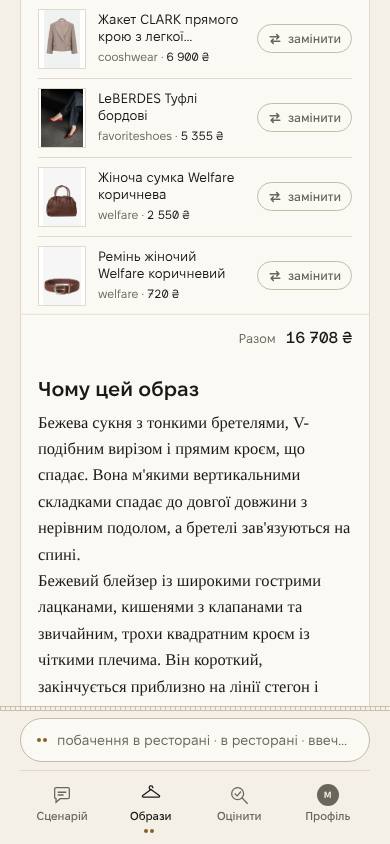 Жакет CLARK прямого
крою з легкої...
cooshwear · 6 900 ₴
замінити
LeBERDES Туфлі
бордові
favoriteshoes · 5 355 ₴
замінити
Жіноча сумка Welfare
коричнева
welfare · 2 550 ₴
замінити
Ремінь жіночий
Welfare коричневий
welfare · 720 ₴
замінити
Разом 16 708 ₴
Чому цей образ
Бежева сукня з тонкими бретелями, V-
подібним вирізом і прямим кроєм, що
спадає. Вона м'якими вертикальними
складками спадає до довгої довжини з
нерівним подолом, а бретелі зав'язуються на
спині.
Бежевий блейзер із широкими гострими
лацканами, кишенями з клапанами та
звичайним, трохи квадратним кроєм із
чіткими плечима. Він короткий,
закінчується приблизно на лінії стегон і
побачення в ресторані · в ресторані · ввеч...
Сценарій
Образи
Оцінити
М
Профіль